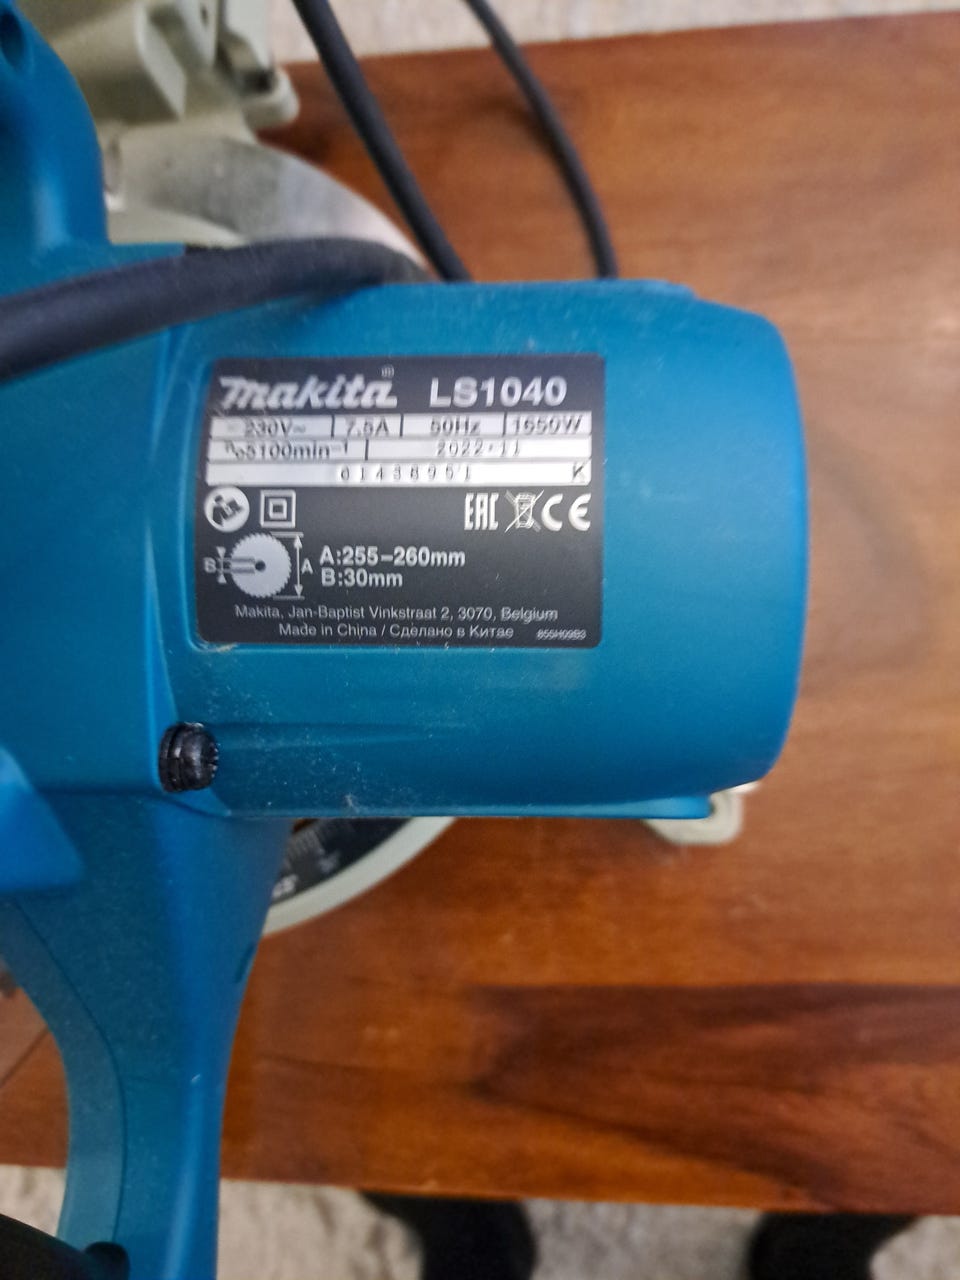 makita® LS1040
230V~ 7.5A 50Hz 1650W
n₀5100min⁻¹ 2022·11
01438951 K
EAC CE
B A A:255-260mm
B:30mm
Makita, Jan-Baptist Vinkstraat 2, 3070, Belgium
Made in China / Сделано в Китае